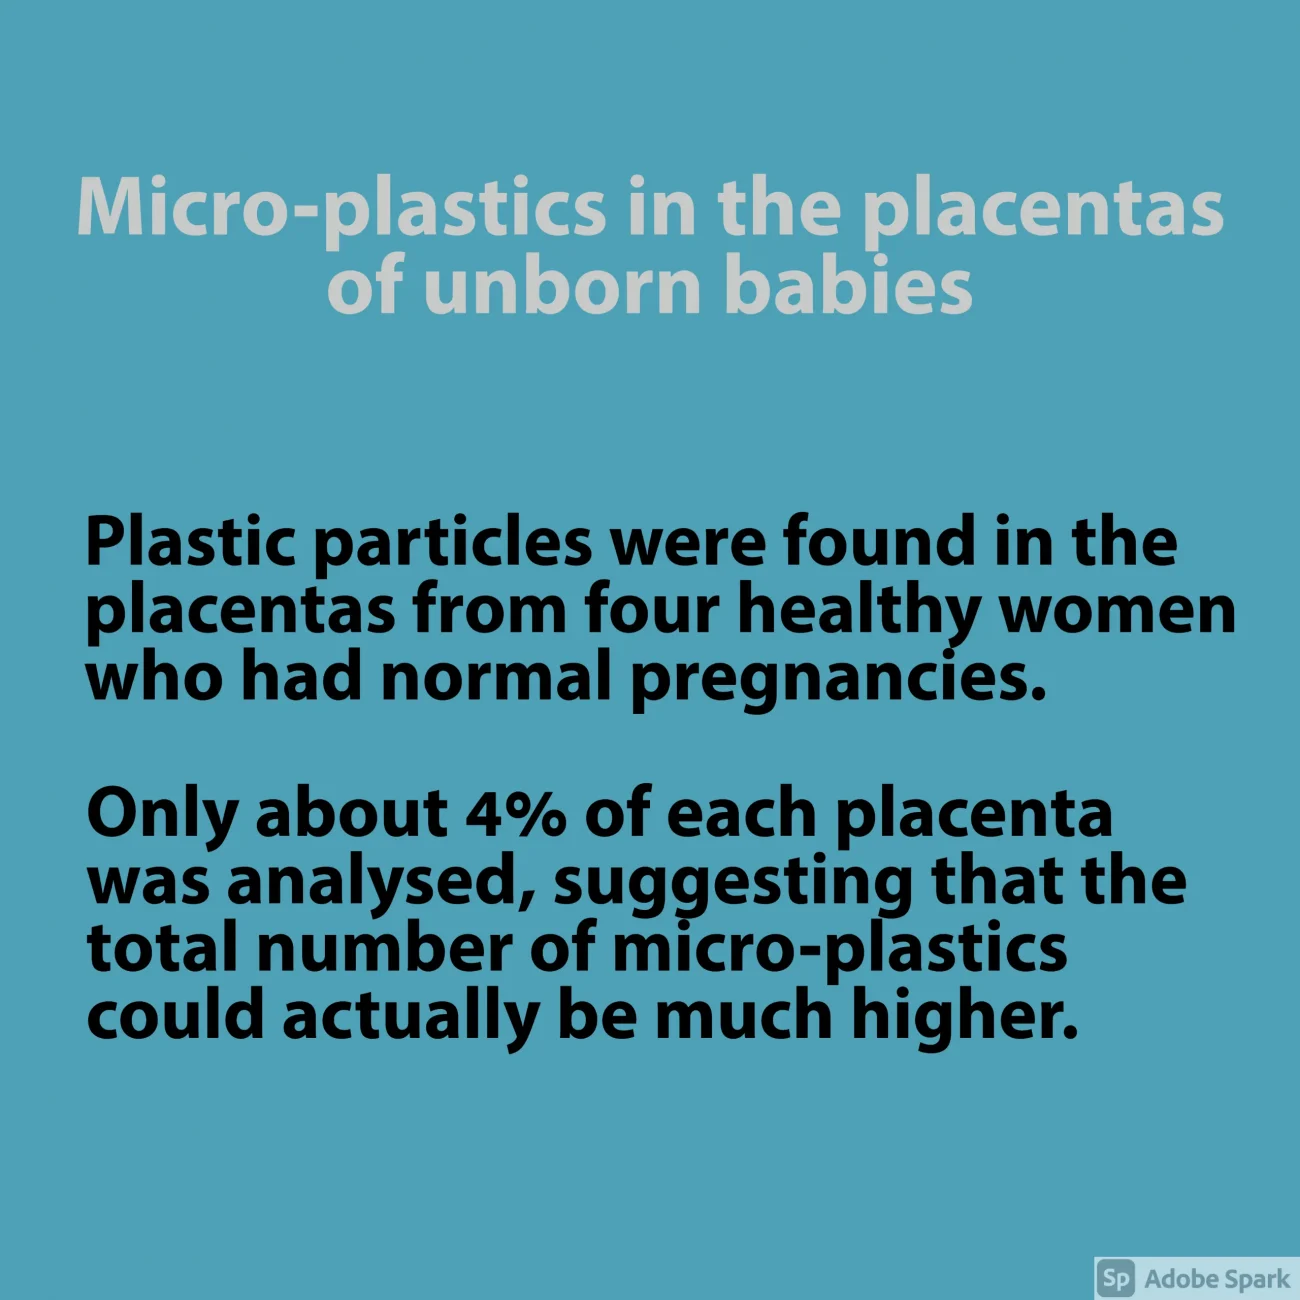 Micro-plastics in the placentas
of unborn babies
Plastic particles were found in the
placentas from four healthy women
who had normal pregnancies.
Only about 4% of each placenta
was analysed, suggesting that the
total number of micro-plastics
could actually be much higher.
Sp Adobe Spark